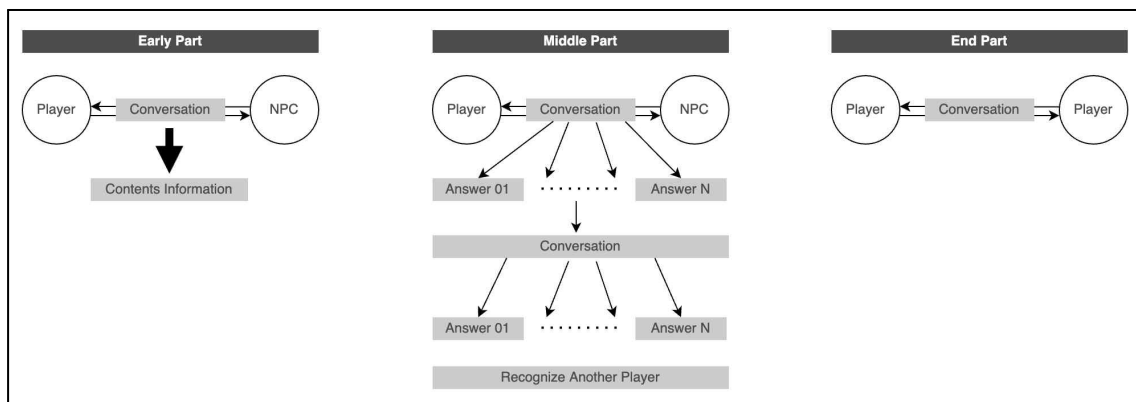 Early Part
Player
Conversation
NPC
Contents Information
Middle Part
Player
Conversation
NPC
Answer 01
Answer N
Conversation
Answer 01
Answer N
Recognize Another Player
End Part
Player
Conversation
Player